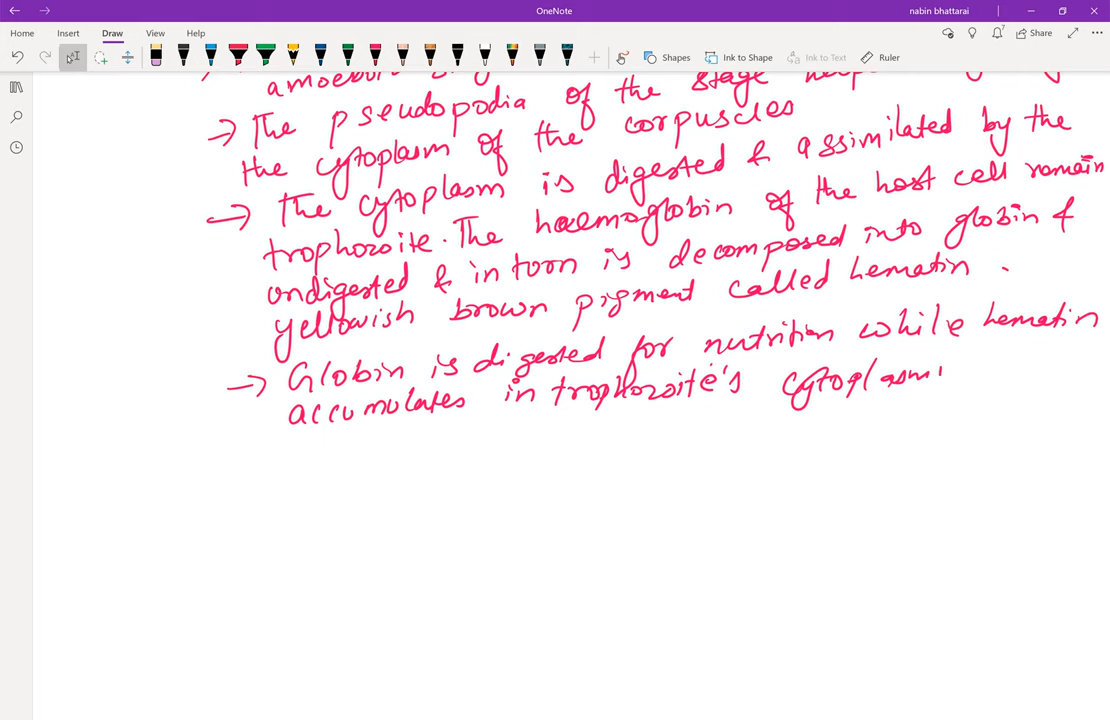 OneNote
nabin bhattarai
Home Insert Draw View Help
Share
Shapes Ink to Shape Ink to Text Ruler
amoeboid
→ The pseudopodia of the stage
the cytoplasm of the corpuscles
→ The cytoplasm is digested & assimilated by the
trophozoite. The haemoglobin of the host cell remain
undigested & in torn is decomposed into globin &
yellowish brown pigment called hematin.
→ Globin is digested for nutrition while hematin
accumulates in trophozoite's cytoplasm.